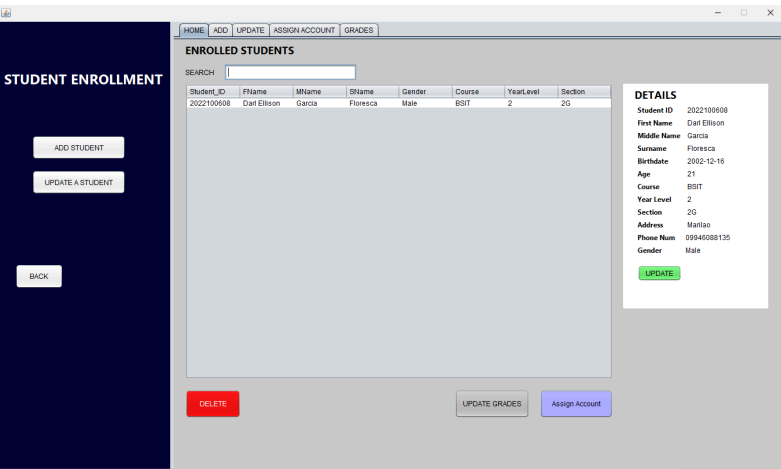 HOME ADD UPDATE ASSIGN ACCOUNT GRADES
STUDENT ENROLLMENT
ADD STUDENT
UPDATE A STUDENT
BACK
ENROLLED STUDENTS
SEARCH
Student_ID FName MName SName Gender Course YearLevel Section
2022100608 Darl Ellison Garcia Floresca Male BSIT 2 2G
DELETE
UPDATE GRADES
Assign Account
DETAILS
Student ID 2022100608
First Name Darl Ellison
Middle Name Garcia
Surname Floresca
Birthdate 2002-12-16
Age 21
Course BSIT
Year Level 2
Section 2G
Address Marilao
Phone Num 09946088135
Gender Male
UPDATE